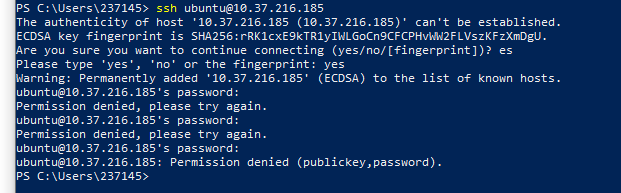 PS C:\Users\237145> ssh ubuntu@10.37.216.185
The authenticity of host '10.37.216.185 (10.37.216.185)' can't be established.
ECDSA key fingerprint is SHA256:rRK1cxE9kTR1yIWLGoCn9CFCPHvWW2FLVszKFzXmDgU.
Are you sure you want to continue connecting (yes/no/[fingerprint])? es
Please type 'yes', 'no' or the fingerprint: yes
Warning: Permanently added '10.37.216.185' (ECDSA) to the list of known hosts.
ubuntu@10.37.216.185's password:
Permission denied, please try again.
ubuntu@10.37.216.185's password:
Permission denied, please try again.
ubuntu@10.37.216.185's password:
ubuntu@10.37.216.185: Permission denied (publickey,password).
PS C:\Users\237145>